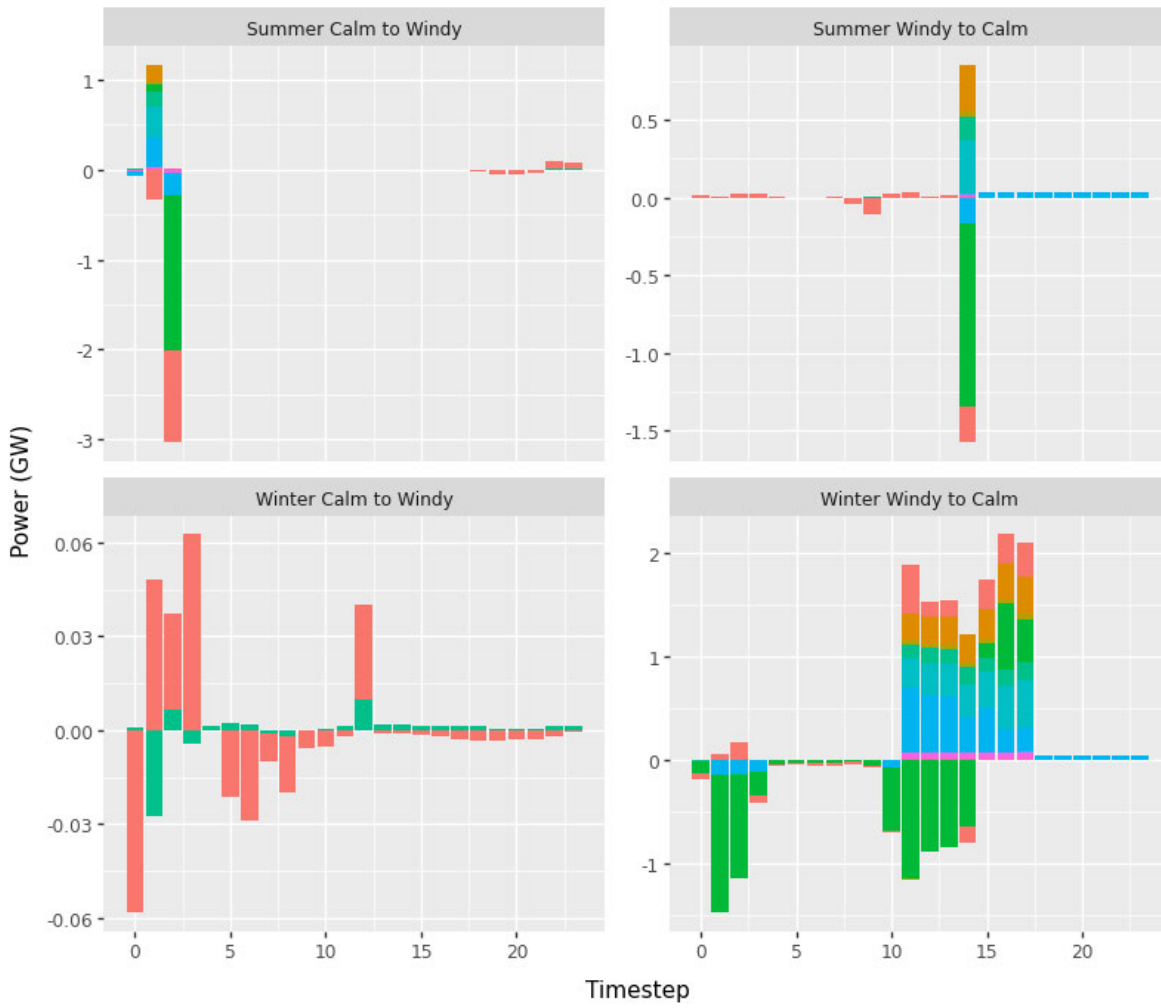 Summer Calm to Windy
Summer Windy to Calm
1
0
-1
-2
-3
0.5
0.0
-0.5
-1.0
-1.5
Power (GW)
Winter Calm to Windy
Winter Windy to Calm
0.06
0.03
0.00
-0.03
-0.06
2
1
0
-1
0 5 10 15 20
0 5 10 15 20
Timestep